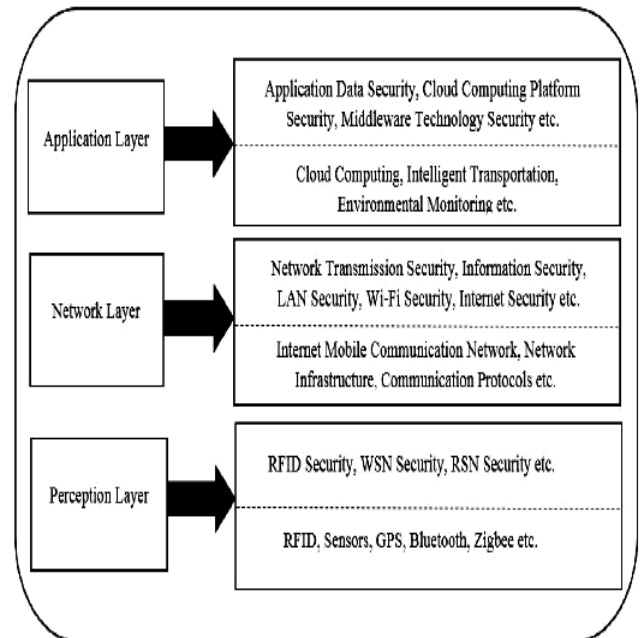 Application Layer
Application Data Security, Cloud Computing Platform
Security, Middleware Technology Security etc.
Cloud Computing, Intelligent Transportation,
Environmental Monitoring etc.
Network Layer
Network Transmission Security, Information Security,
LAN Security, Wi-Fi Security, Internet Security etc.
Internet Mobile Communication Network, Network
Infrastructure, Communication Protocols etc.
Perception Layer
RFID Security, WSN Security, RSN Security etc.
RFID, Sensors, GPS, Bluetooth, Zigbee etc.